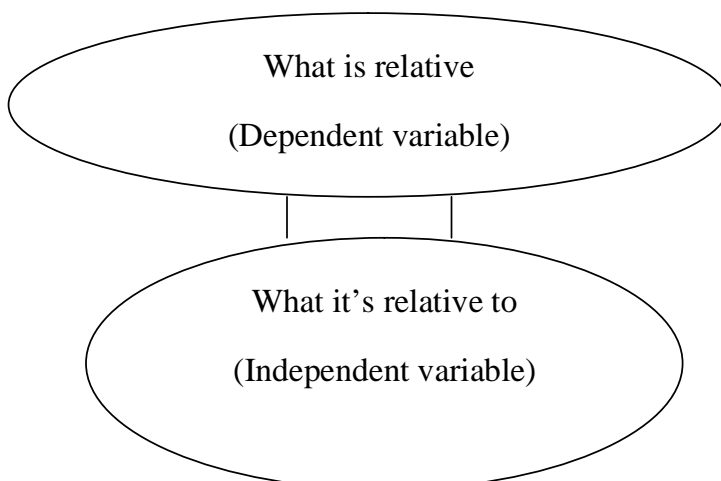 What is relative
(Dependent variable)
What it’s relative to
(Independent variable)